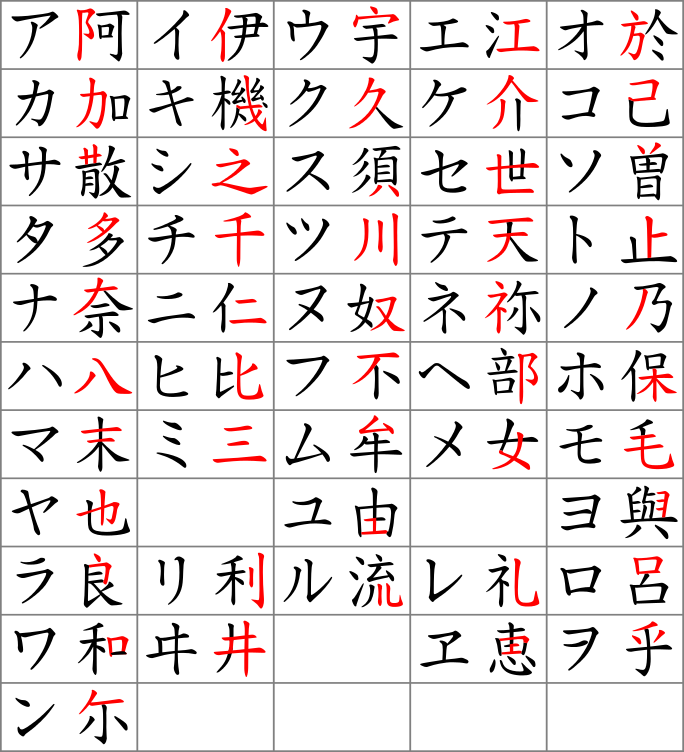 ア阿 イ伊 ウ宇 エ江 オ於
カ加 キ機 ク久 ケ介 コ己
サ散 シ之 ス須 セ世 ソ曽
タ多 チ千 ツ川 テ天 ト止
ナ奈 ニ仁 ヌ奴 ネ祢 ノ乃
ハ八 ヒ比 フ不 ヘ部 ホ保
マ末 ミ三 ム牟 メ女 モ毛
ヤ也 ユ由 ヨ與
ラ良 リ利 ル流 レ礼 ロ呂
ワ和 ヰ井 ヱ恵 ヲ乎
ン尓